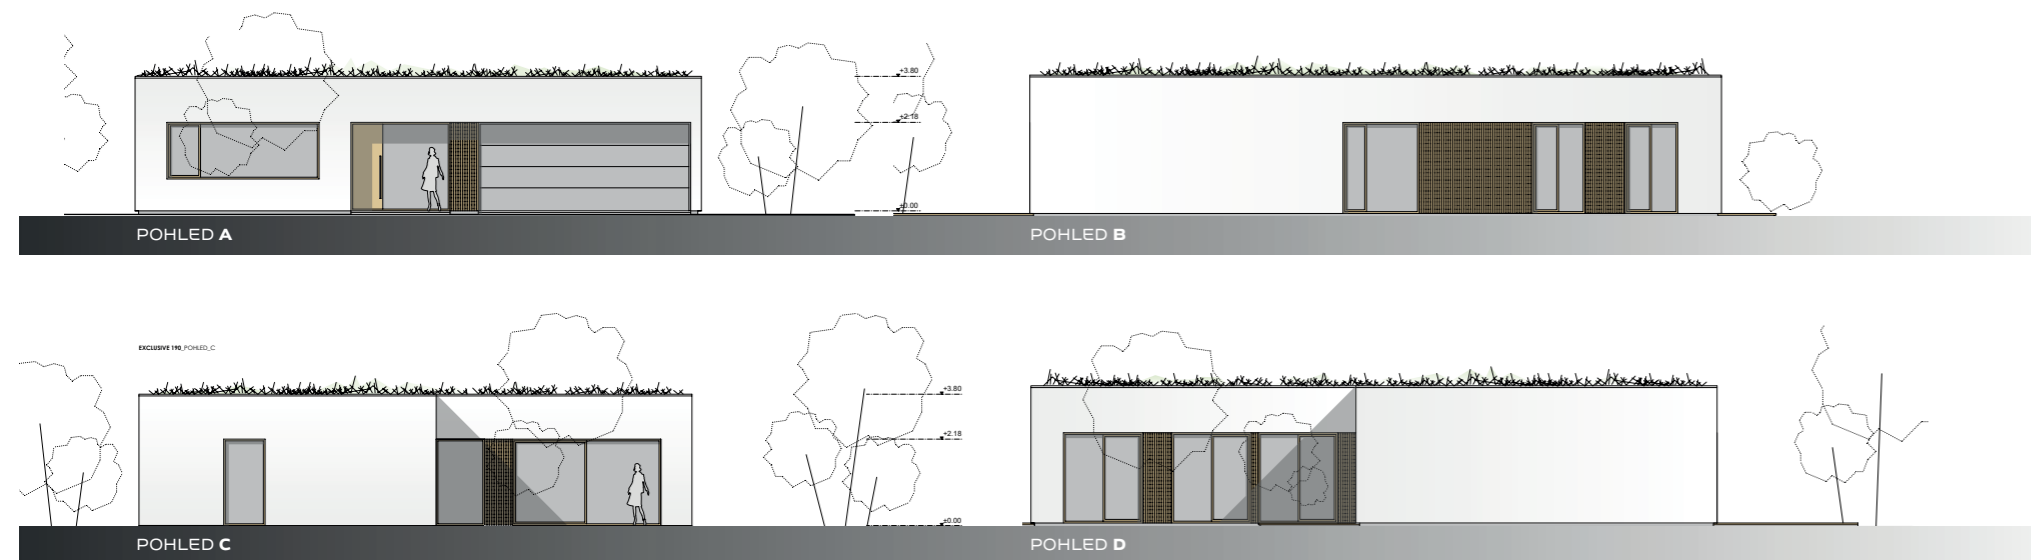 +3.80
+2.18
±0.00
POHLED A
POHLED B
EXCLUSIVE 190_POHLED_C
+3.80
+2.18
±0.00
POHLED C
POHLED D